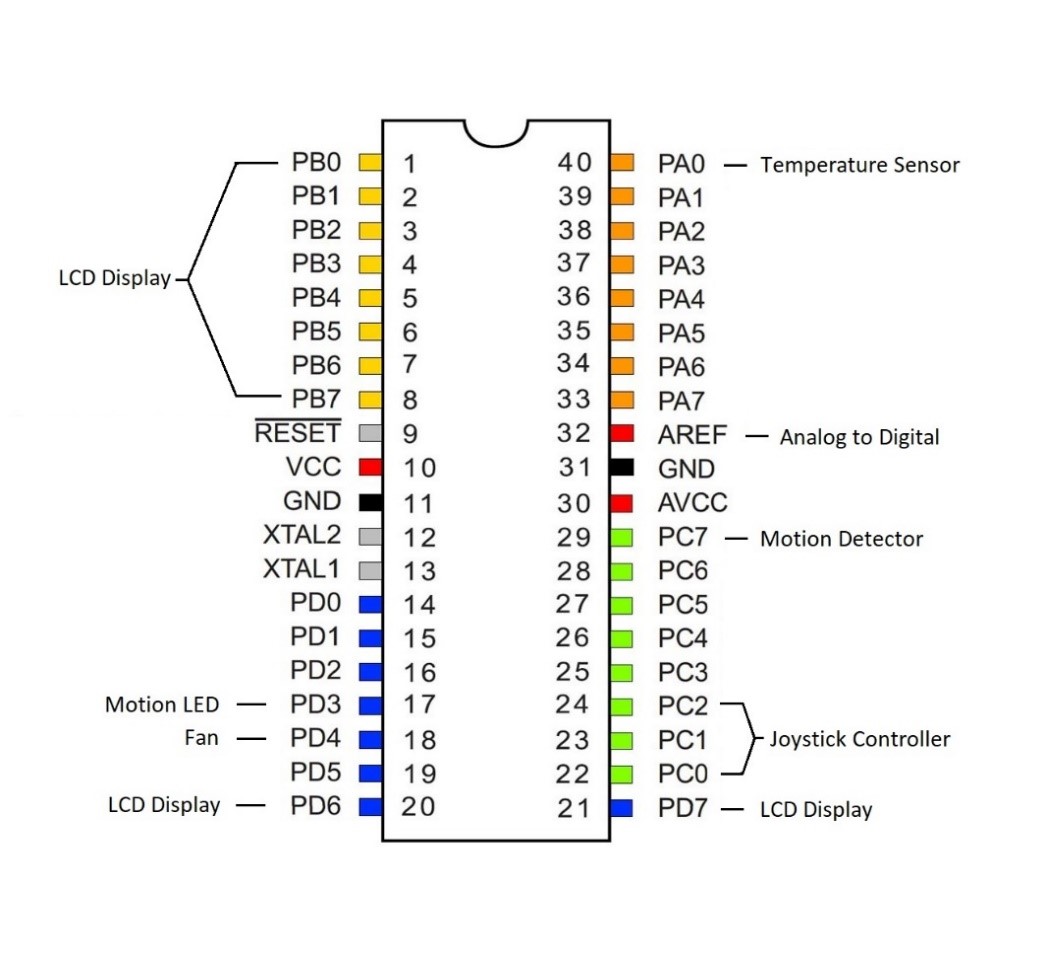 PB0 1 40 PA0 Temperature Sensor
PB1 2 39 PA1
PB2 3 38 PA2
PB3 4 37 PA3
LCD Display
PB4 5 36 PA4
PB5 6 35 PA5
PB6 7 34 PA6
PB7 8 33 PA7
RESET 9 32 AREF Analog to Digital
VCC 10 31 GND
GND 11 30 AVCC
XTAL2 12 29 PC7 Motion Detector
XTAL1 13 28 PC6
PD0 14 27 PC5
PD1 15 26 PC4
PD2 16 25 PC3
Motion LED PD3 17 24 PC2
Fan PD4 18 23 PC1 Joystick Controller
PD5 19 22 PC0
LCD Display PD6 20 21 PD7 LCD Display